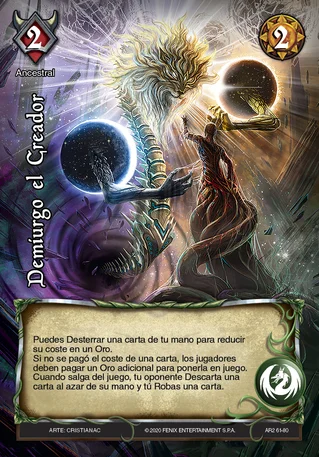 2
2
Ancestral
Demiurgo el Creador
Puedes Desterrar una carta de tu mano para reducir
su coste en un Oro.
Si no se pagó el coste de una carta, los jugadores
deben pagar un Oro adicional para ponerla en juego.
Cuando salga del juego, tu oponente Descarta una
carta al azar de su mano y tú Robas una carta.
ARTE: CRISTIANAC
© 2020 FENIX ENTERTAINMENT S.P.A.
AR2 61-80